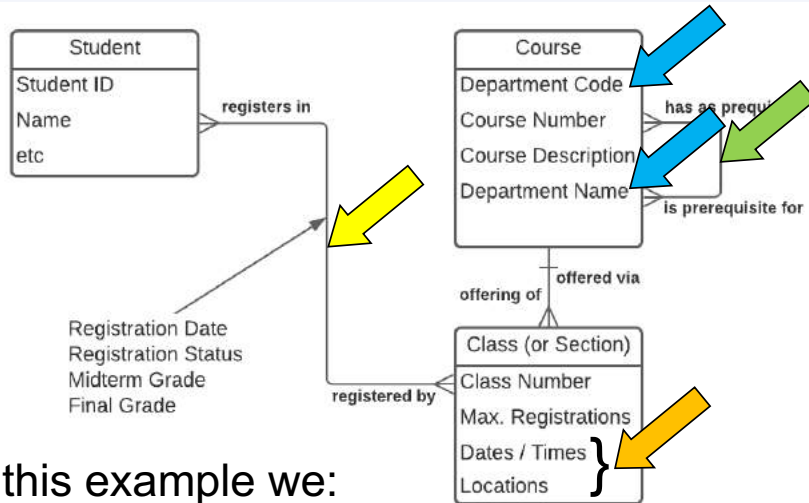 Student
Student ID
Name
etc
registers in
Course
Department Code
Course Number
Course Description
Department Name
has as
is prerequisite for
offered via
offering of
Registration Date
Registration Status
Midterm Grade
Final Grade
registered by
Class (or Section)
Class Number
Max. Registrations
Dates / Times
Locations
}
this example we: